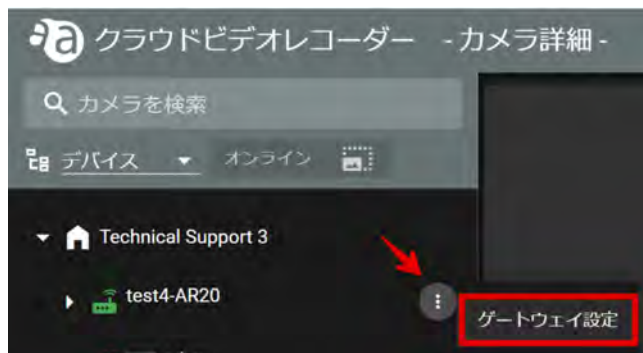 クラウドビデオレコーダー - カメラ詳細 -
カメラを検索
デバイス オンライン
Technical Support 3
test4-AR20
ゲートウェイ設定